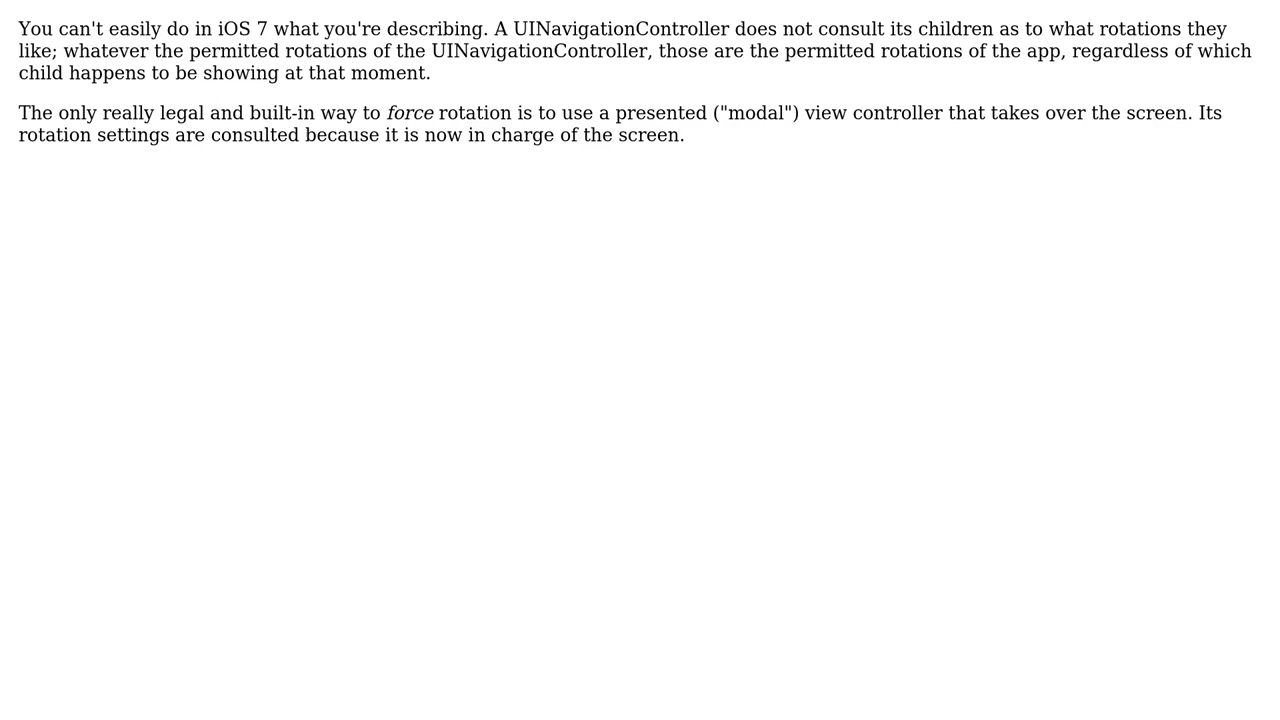 You can't easily do in iOS 7 what you're describing. A UINavigationController does not consult its children as to what rotations they
like; whatever the permitted rotations of the UINavigationController, those are the permitted rotations of the app, regardless of which
child happens to be showing at that moment.
The only really legal and built-in way to force rotation is to use a presented ("modal") view controller that takes over the screen. Its
rotation settings are consulted because it is now in charge of the screen.